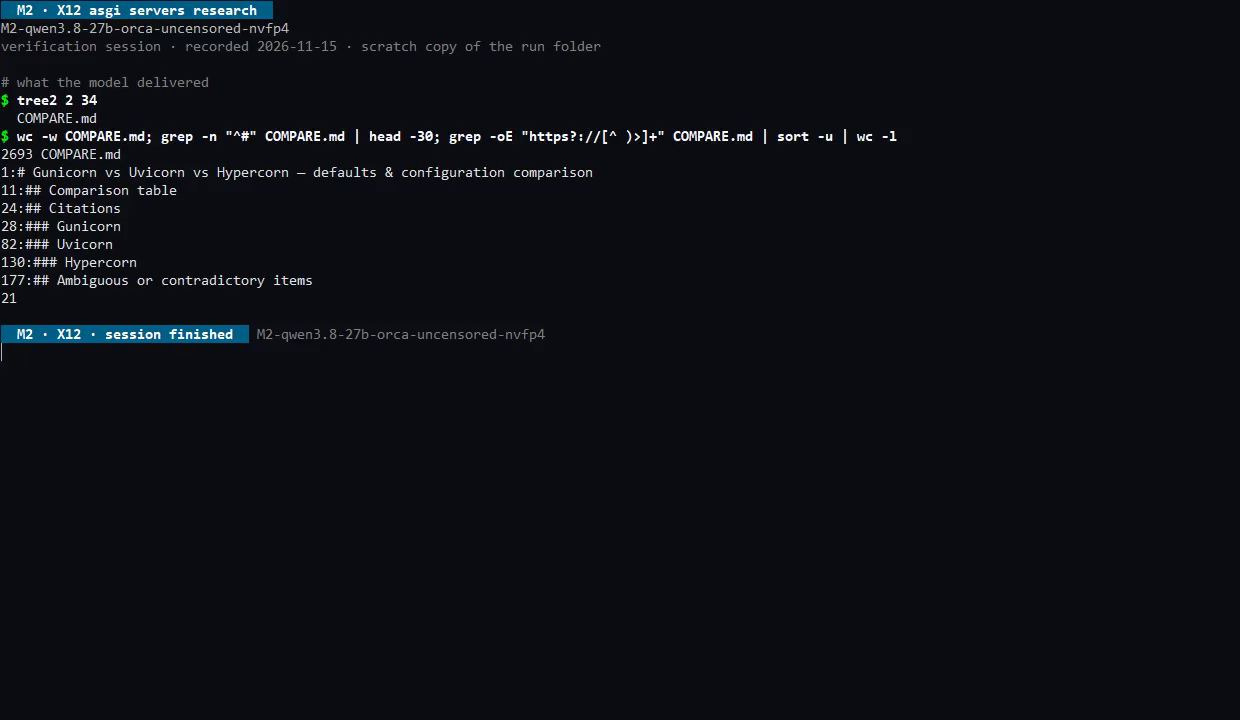 M2 · X12 asgi servers research
M2-qwen3.8-27b-orca-uncensored-nvfp4
verification session · recorded 2026-11-15 · scratch copy of the run folder
# what the model delivered
$ tree2 2 34
COMPARE.md
$ wc -w COMPARE.md; grep -n "^#" COMPARE.md | head -30; grep -oE "https?://[^ )>]+" COMPARE.md | sort -u | wc -l
2693 COMPARE.md
1:# Gunicorn vs Uvicorn vs Hypercorn — defaults & configuration comparison
11:## Comparison table
24:## Citations
28:### Gunicorn
82:### Uvicorn
130:### Hypercorn
177:## Ambiguous or contradictory items
21
M2 · X12 · session finished M2-qwen3.8-27b-orca-uncensored-nvfp4